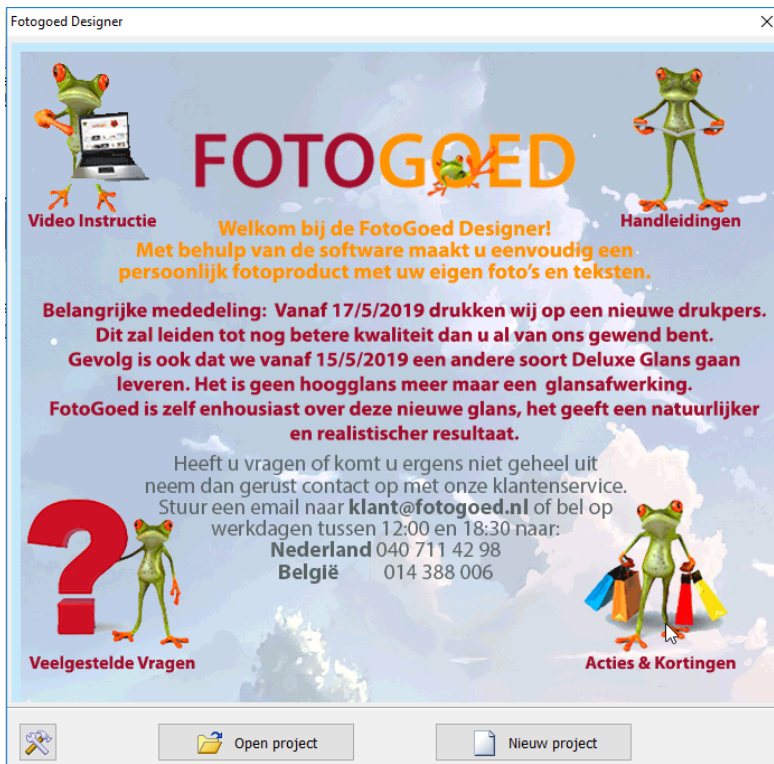 Fotogoed Designer
FOTOGOED
Video Instructie
Handleidingen
Welkom bij de FotoGoed Designer!
Met behulp van de software maakt u eenvoudig een
persoonlijk fotoproduct met uw eigen foto's en teksten.
Belangrijke mededeling: Vanaf 17/5/2019 drukken wij op een nieuwe drukpers.
Dit zal leiden tot nog betere kwaliteit dan u al van ons gewend bent.
Gevolg is ook dat we vanaf 15/5/2019 een andere soort Deluxe Glans gaan
leveren. Het is geen hoogglans meer maar een glansafwerking.
FotoGoed is zelf enhousiast over deze nieuwe glans, het geeft een natuurlijker
en realistischer resultaat.
Heeft u vragen of komt u ergens niet geheel uit
neem dan gerust contact op met onze klantenservice.
Stuur een email naar klant@fotogoed.nl of bel op
werkdagen tussen 12:00 en 18:30 naar:
Nederland 040 711 42 98
België 014 388 006
Veelgestelde Vragen
Acties & Kortingen
Open project
Nieuw project